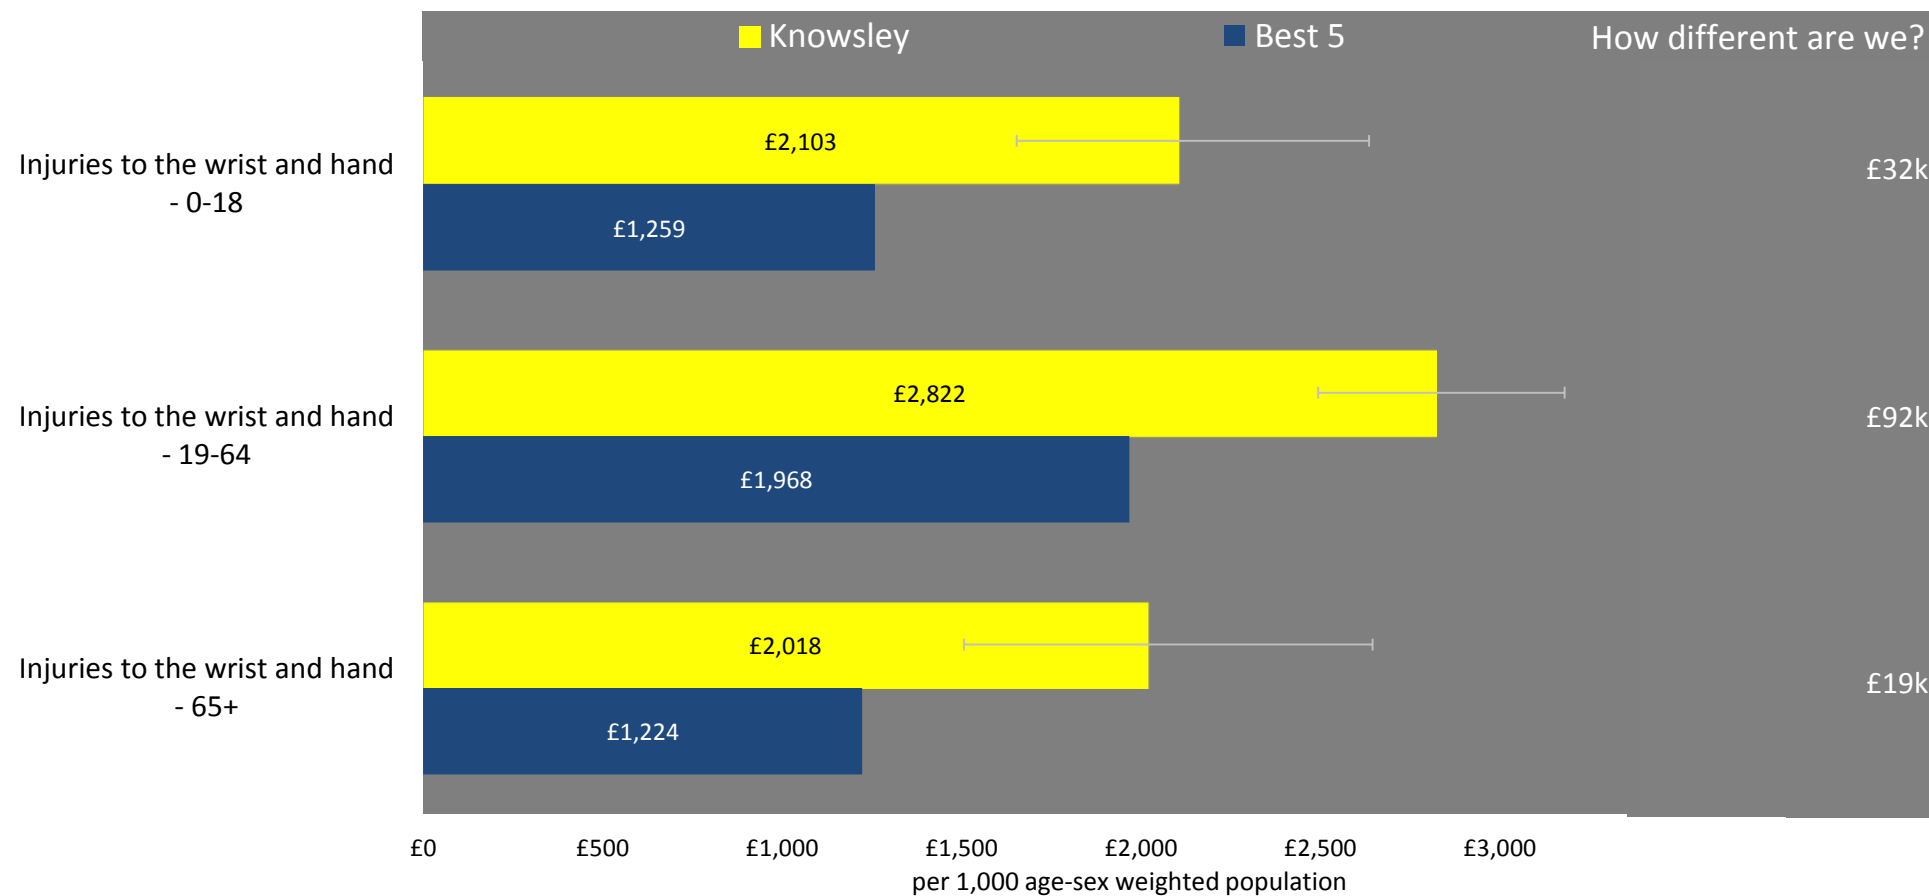 Knowsley
Best 5
How different are we?
Injuries to the wrist and hand
- 0-18
£2,103
£1,259
£32k
Injuries to the wrist and hand
- 19-64
£2,822
£1,968
£92k
Injuries to the wrist and hand
- 65+
£2,018
£1,224
£19k
£0 £500 £1,000 £1,500 £2,000 £2,500 £3,000
per 1,000 age-sex weighted population